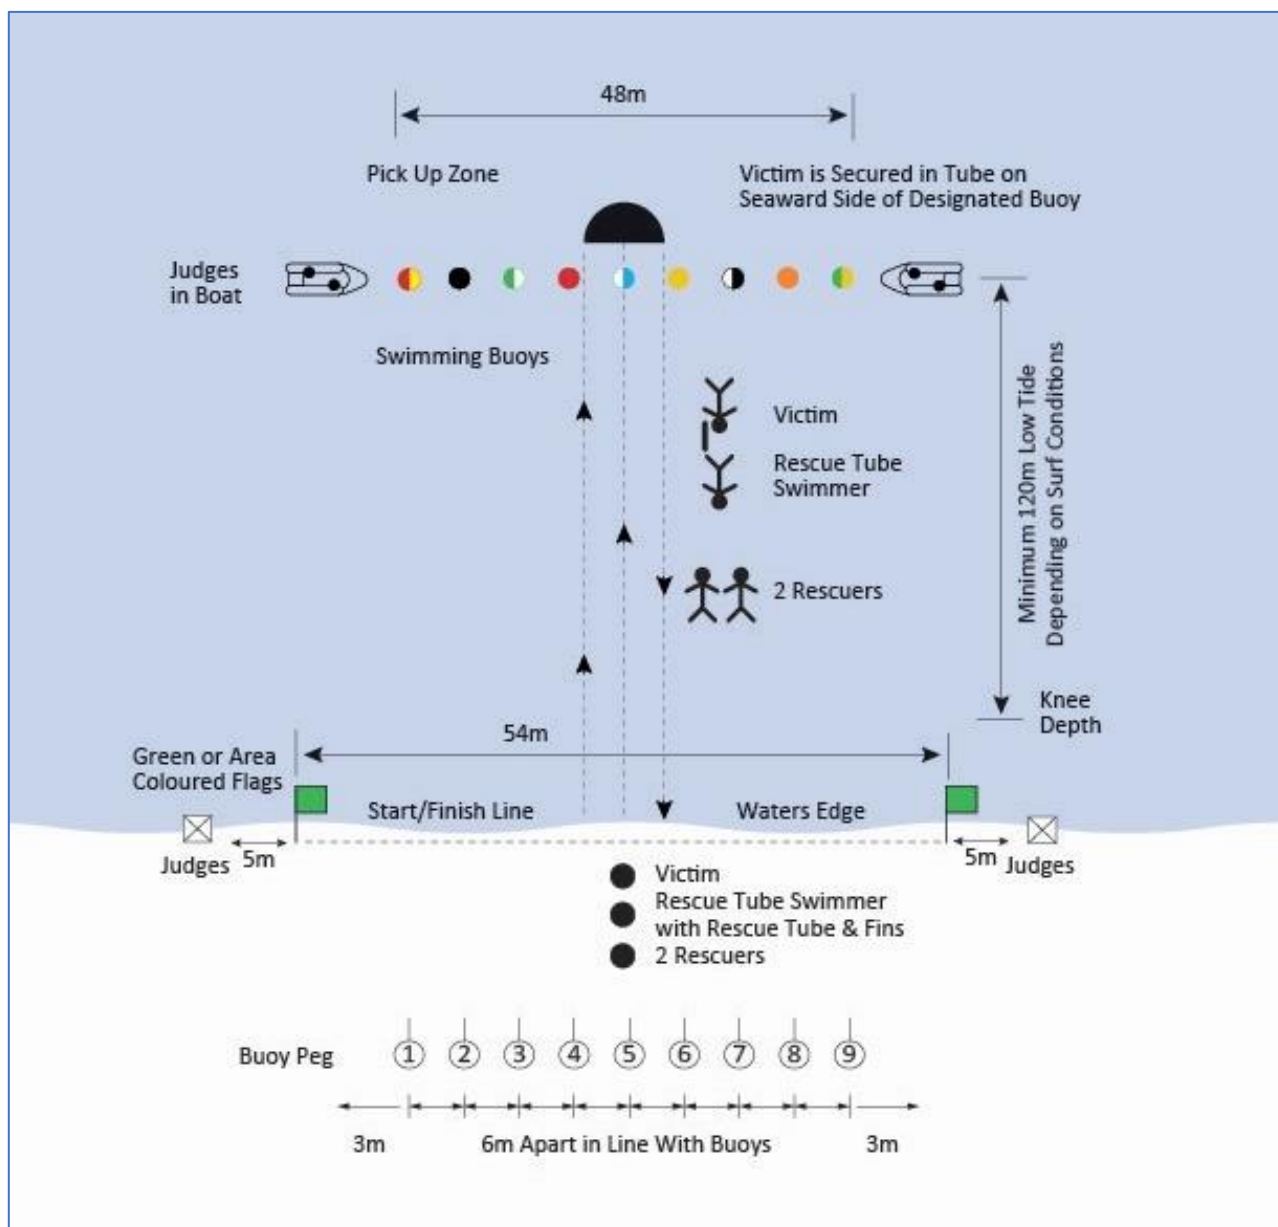 48m
Pick Up Zone
Victim is Secured in Tube on
Seaward Side of Designated Buoy
Judges
in Boat
Swimming Buoys
Victim
Rescue Tube
Swimmer
2 Rescuers
Minimum 120m Low Tide
Depending on Surf Conditions
Knee
Depth
54m
Green or Area
Coloured Flags
Start/Finish Line
Waters Edge
Judges
5m
5m
Judges
Victim
Rescue Tube Swimmer
with Rescue Tube & Fins
2 Rescuers
Buoy Peg
1 2 3 4 5 6 7 8 9
3m
6m Apart in Line With Buoys
3m